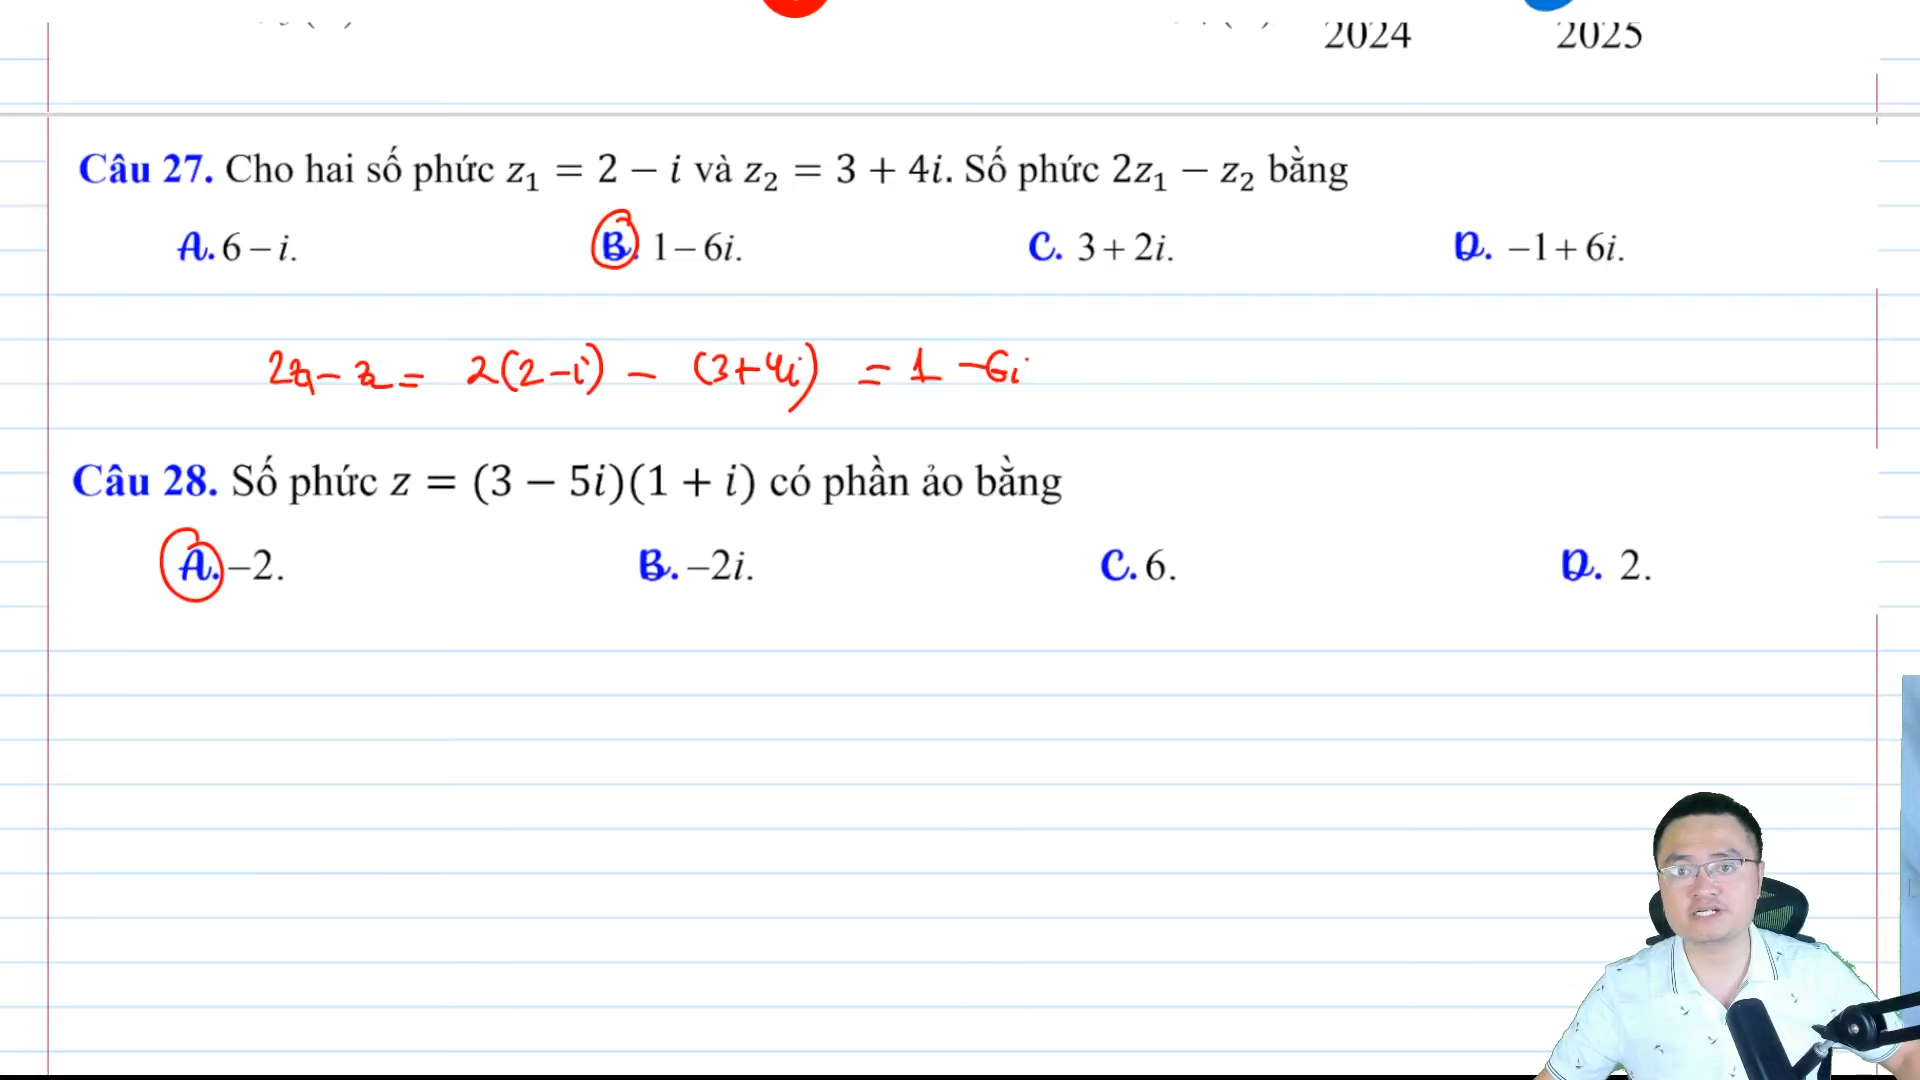 2024 2025
Câu 27. Cho hai số phức z₁ = 2 − i và z₂ = 3 + 4i. Số phức 2z₁ − z₂ bằng
A. 6 − i. B. 1 − 6i. C. 3 + 2i. D. −1 + 6i.
2z₁ − z₂ = 2(2−i) − (3+4i) = 1 −6i
Câu 28. Số phức z = (3 − 5i)(1 + i) có phần ảo bằng
A. −2. B. −2i. C. 6. D. 2.